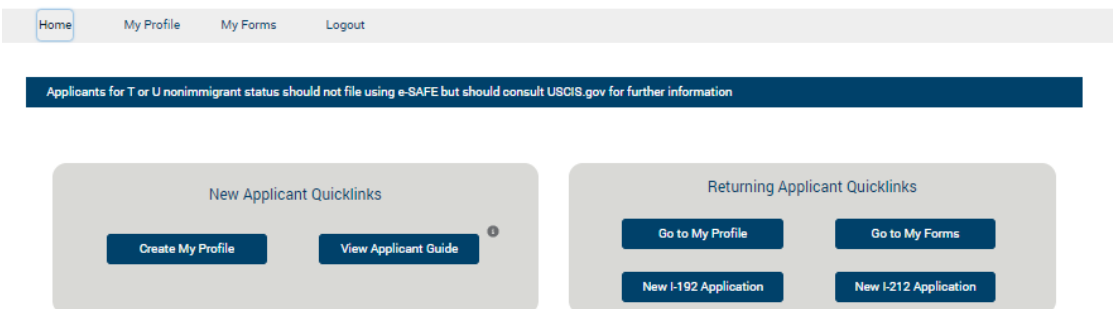 Home My Profile My Forms Logout
Applicants for T or U nonimmigrant status should not file using e-SAFE but should consult USCIS.gov for further information
New Applicant Quicklinks
Create My Profile View Applicant Guide
Returning Applicant Quicklinks
Go to My Profile Go to My Forms
New I-192 Application New I-212 Application